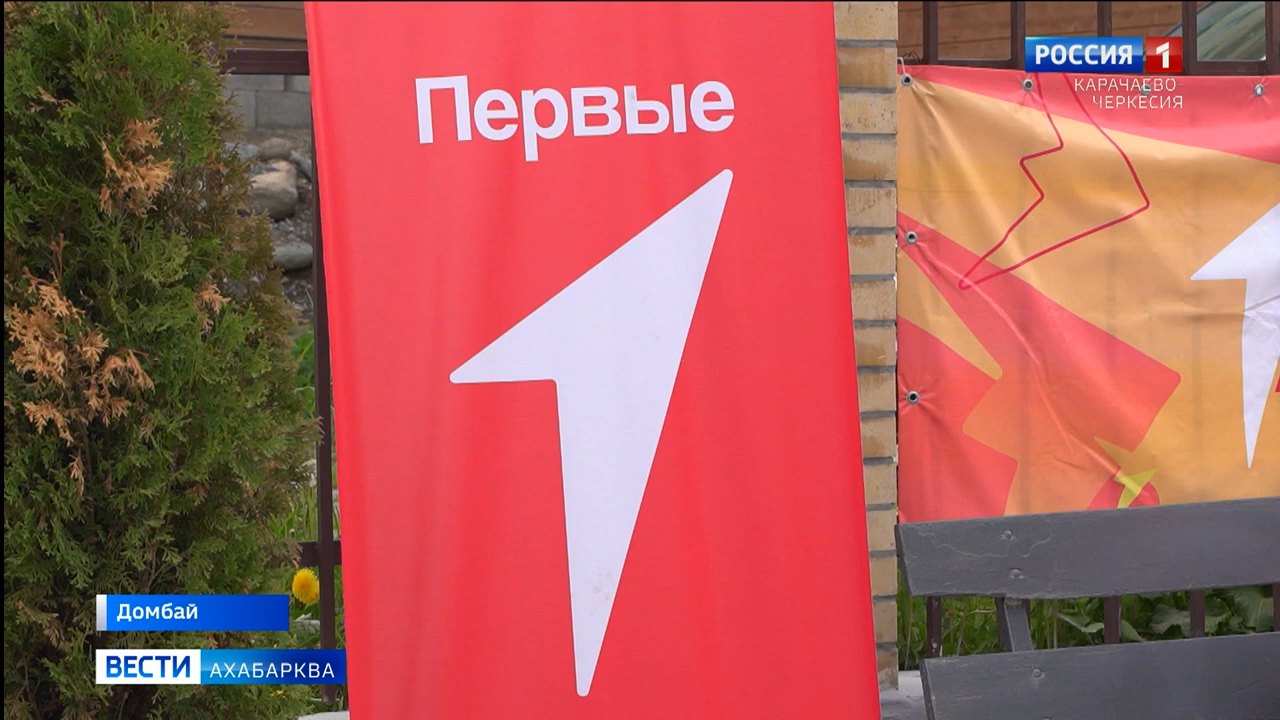 Первые
РОССИЯ 1
КАРАЧАЕВО-
ЧЕРКЕСИЯ
Домбай
ВЕСТИ АХАБАРКВА